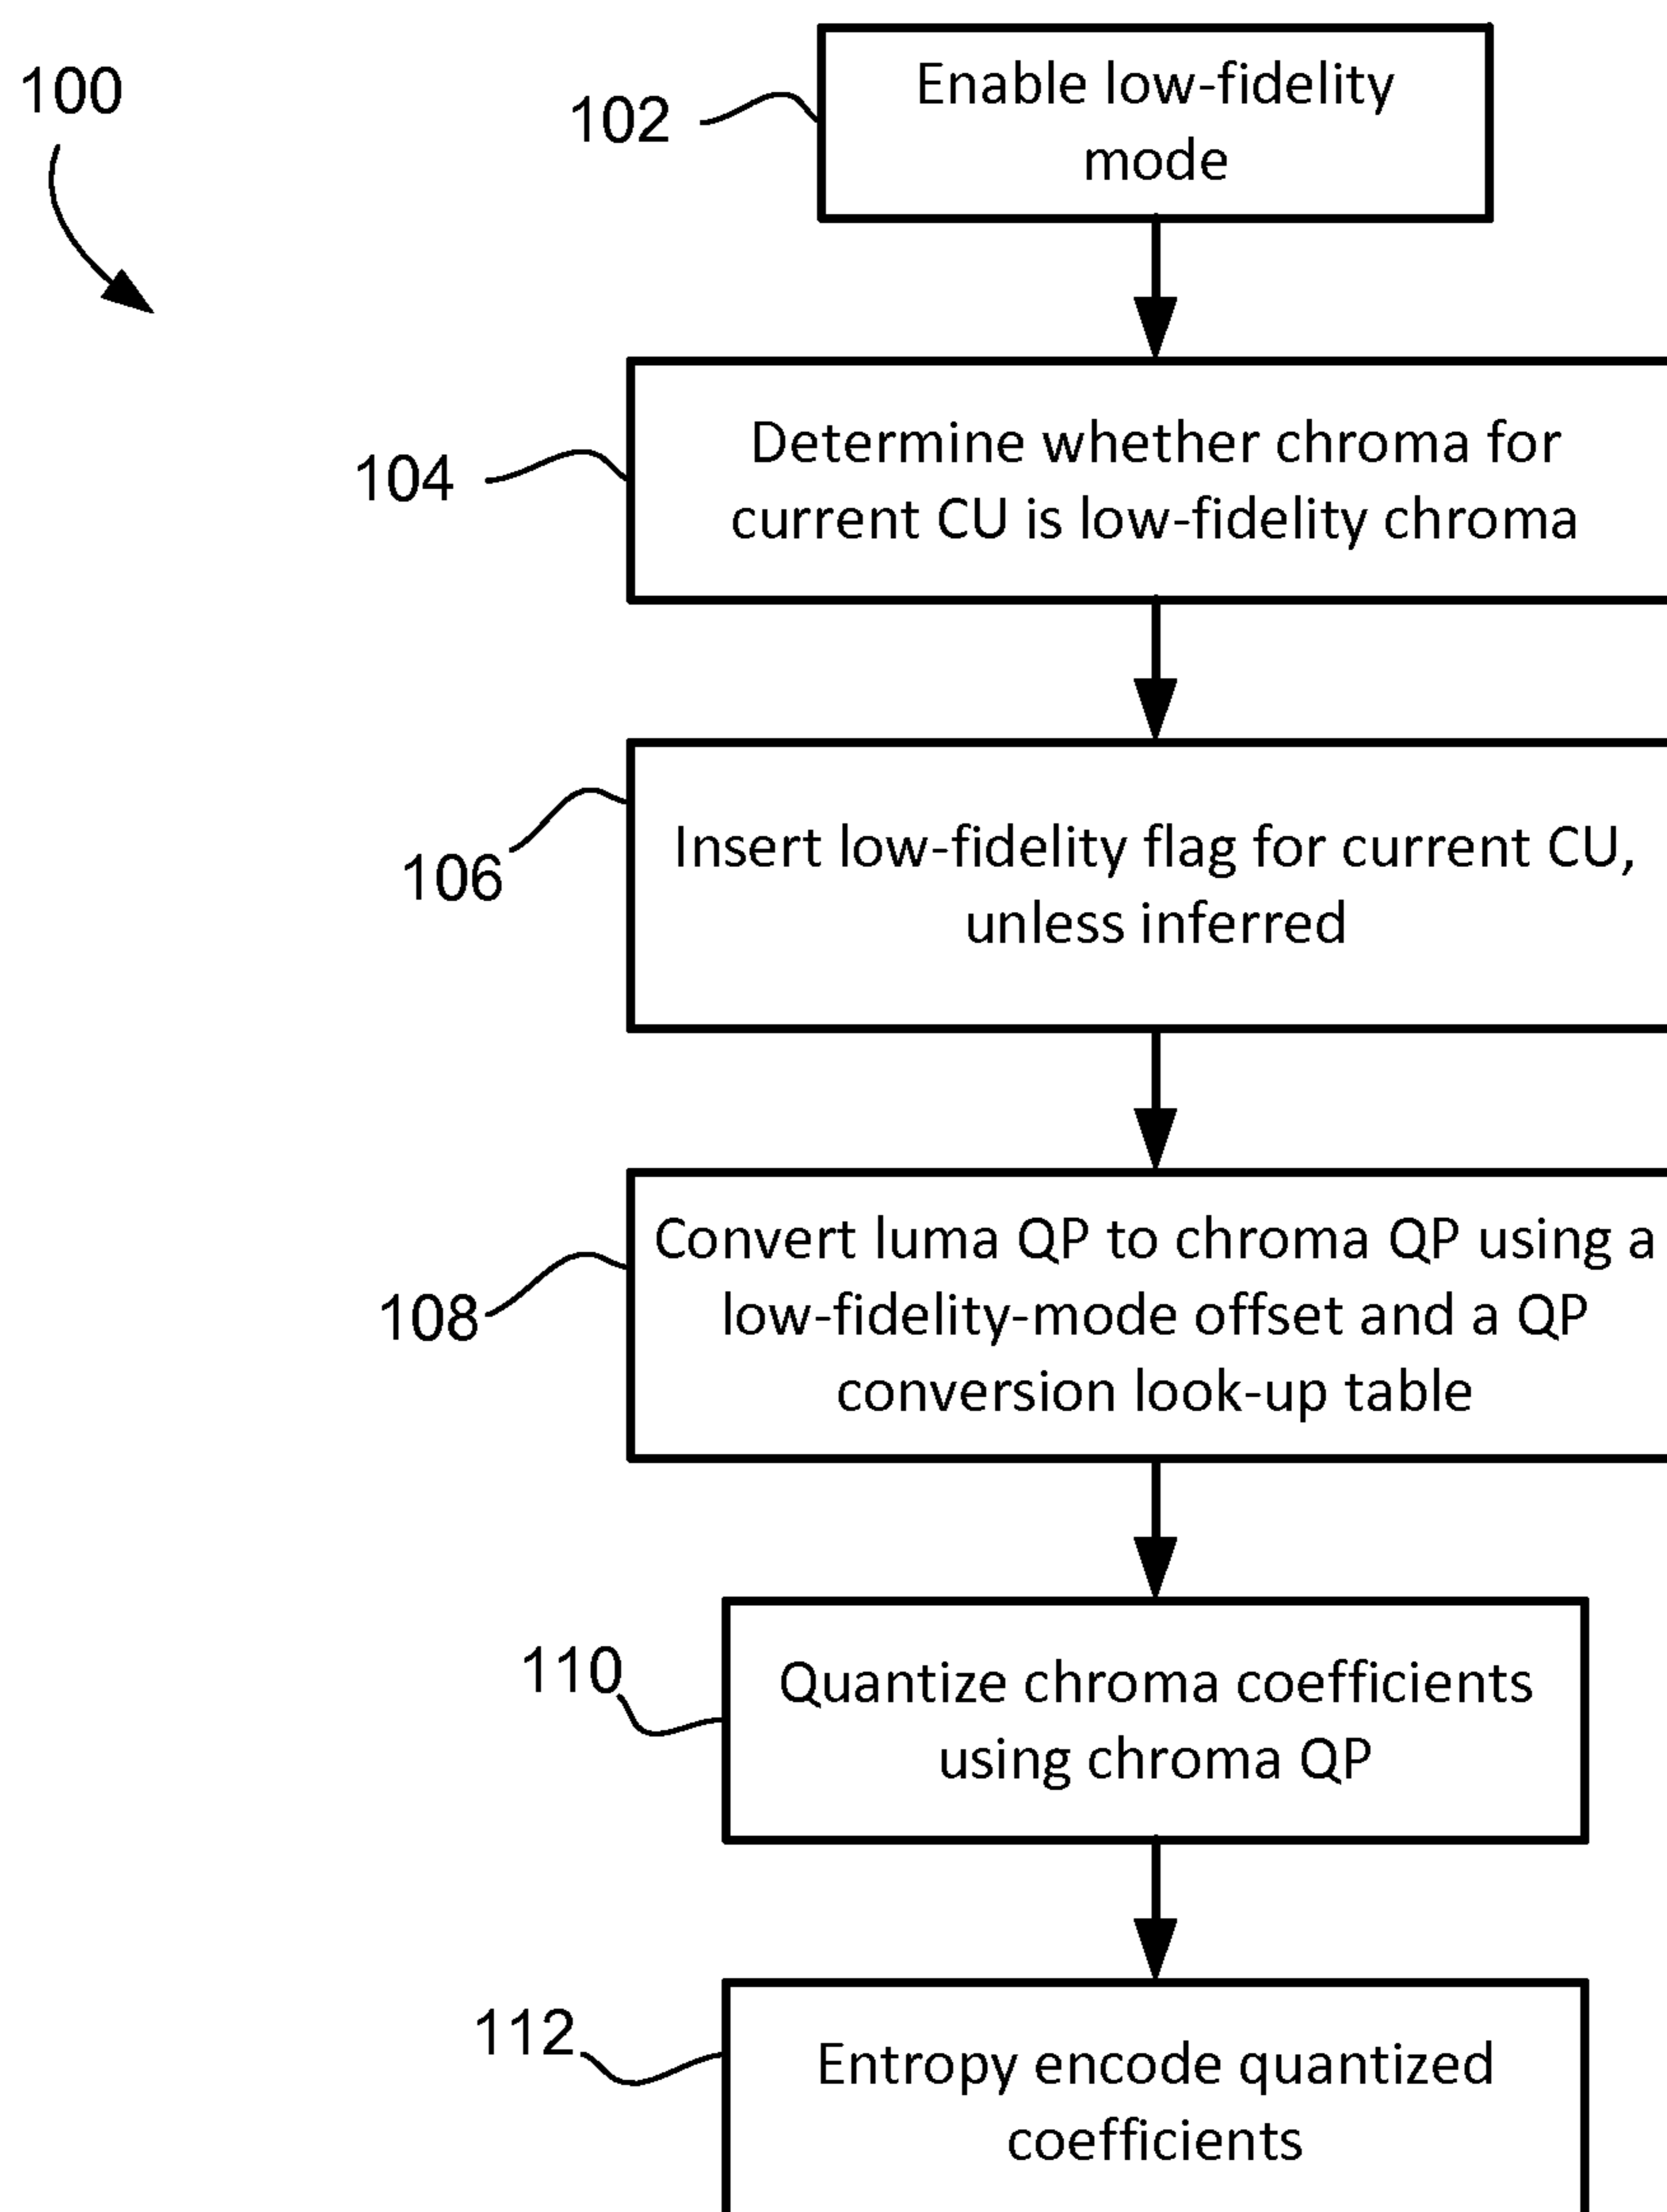 100
102
Enable low-fidelity
mode
104
Determine whether chroma for
current CU is low-fidelity chroma
106
Insert low-fidelity flag for current CU,
unless inferred
108
Convert luma QP to chroma QP using a
low-fidelity-mode offset and a QP
conversion look-up table
110
Quantize chroma coefficients
using chroma QP
112
Entropy encode quantized
coefficients